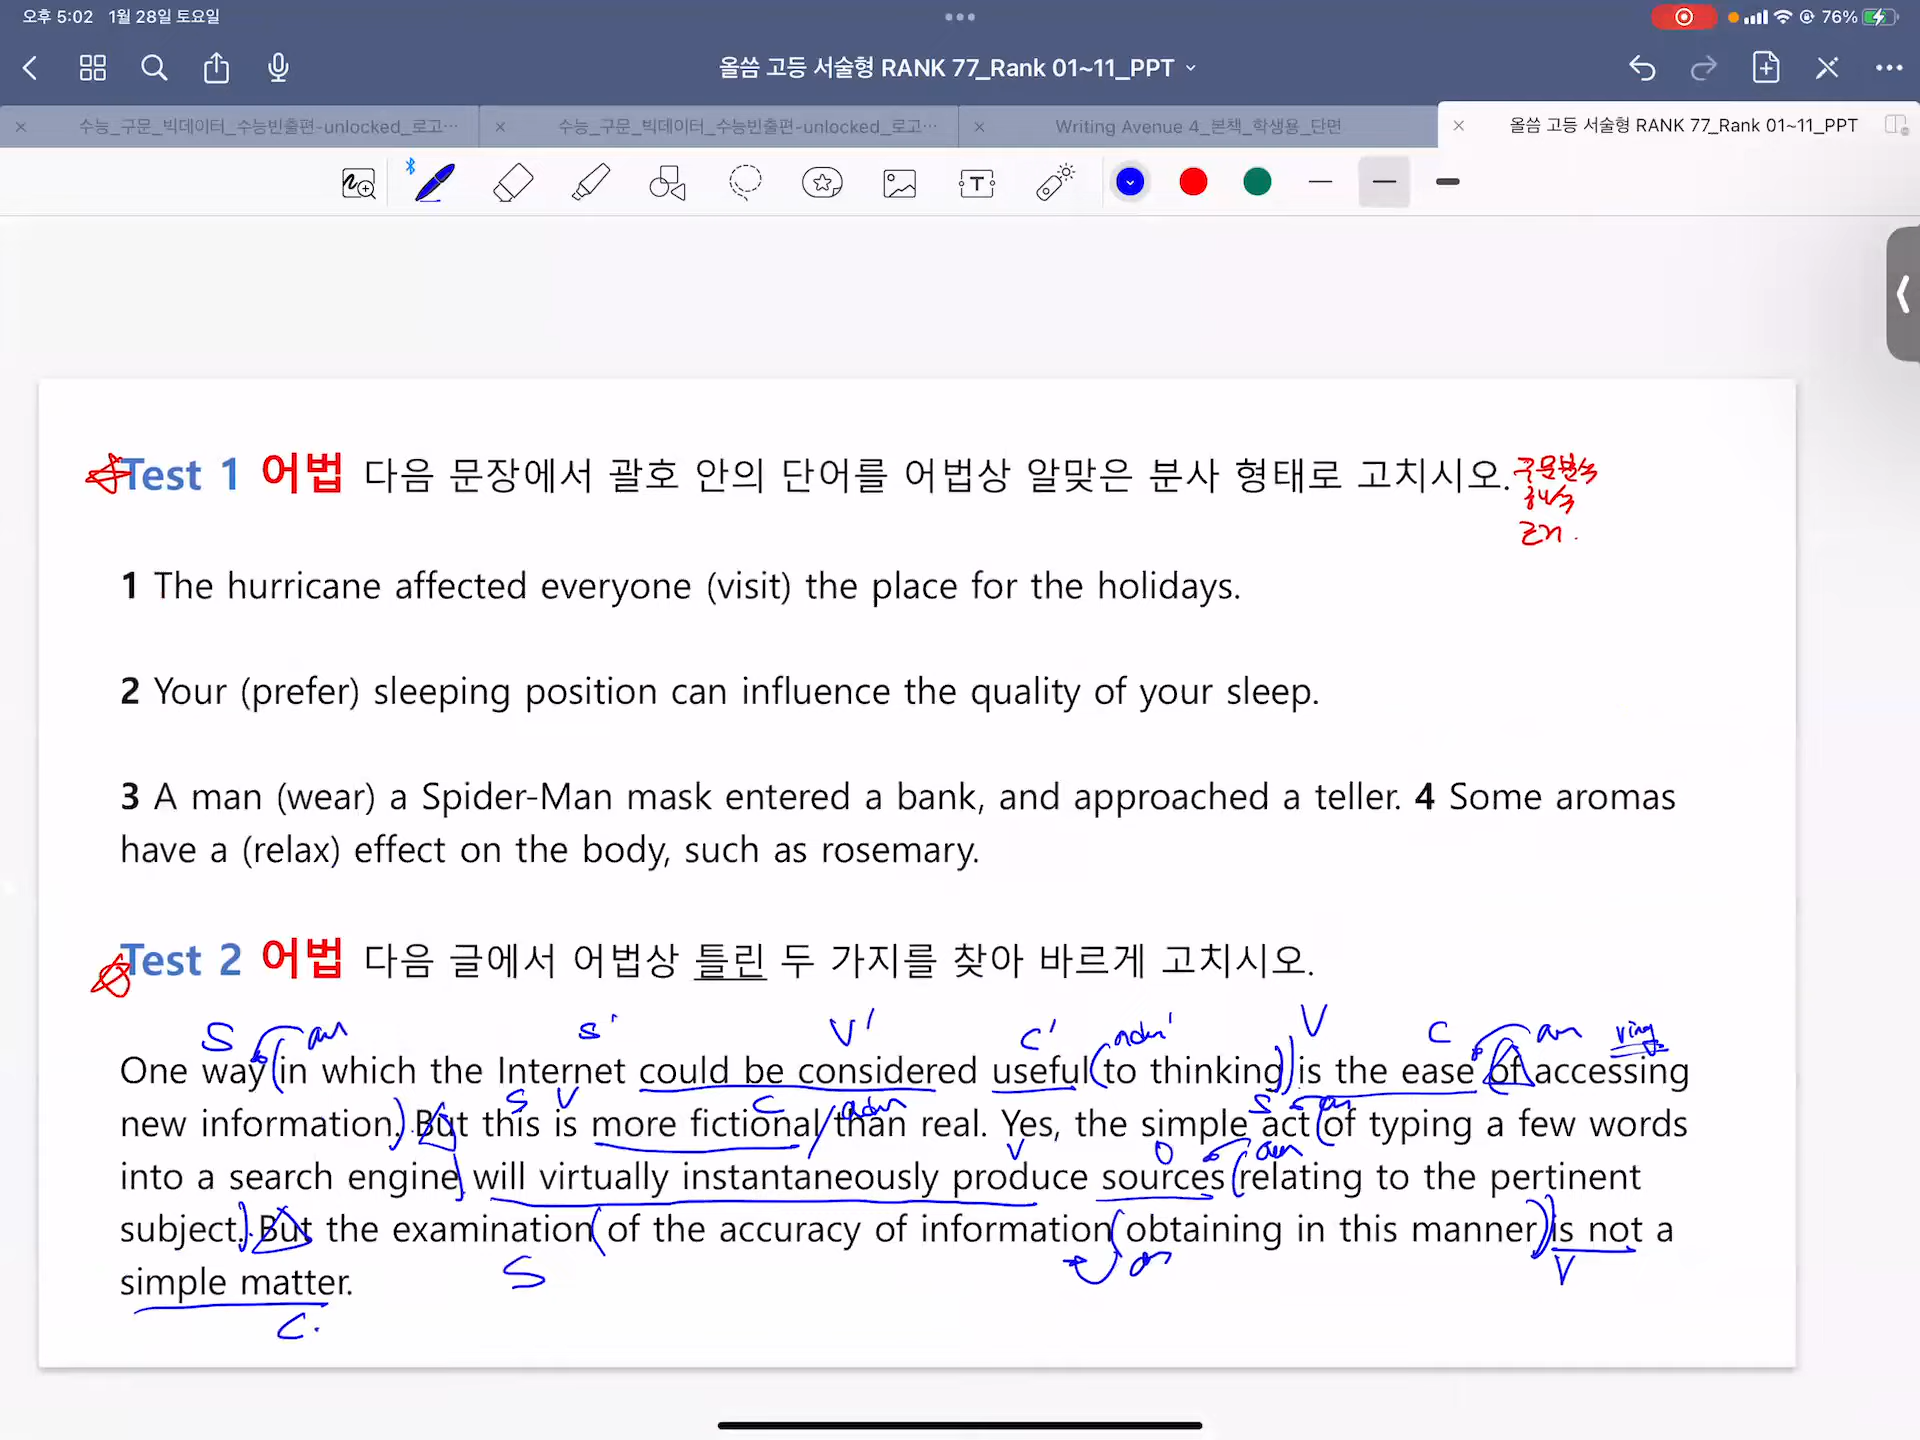 오후 5:02 1월 28일 토요일
76%
올씀 고등 서술형 RANK 77_Rank 01~11_PPT
수능_구문_빅데이터_수능빈출편-unlocked_로고…
수능_구문_빅데이터_수능빈출편-unlocked_로고…
Writing Avenue 4_본책_학생용_단면
올씀 고등 서술형 RANK 77_Rank 01~11_PPT
Test 1 어법 다음 문장에서 괄호 안의 단어를 어법상 알맞은 분사 형태로 고치시오.
구문분석
해석
1 The hurricane affected everyone (visit) the place for the holidays.
2 Your (prefer) sleeping position can influence the quality of your sleep.
3 A man (wear) a Spider-Man mask entered a bank, and approached a teller. 4 Some aromas
have a (relax) effect on the body, such as rosemary.
Test 2 어법 다음 글에서 어법상 틀린 두 가지를 찾아 바르게 고치시오.
S s' V' C' V C ving
One way in which the Internet could be considered useful to thinking is the ease of accessing
S V C S
new information. But this is more fictional than real. Yes, the simple act of typing a few words
V O
into a search engine will virtually instantaneously produce sources relating to the pertinent
subject. But the examination of the accuracy of information obtaining in this manner is not a
S V
simple matter.
C.